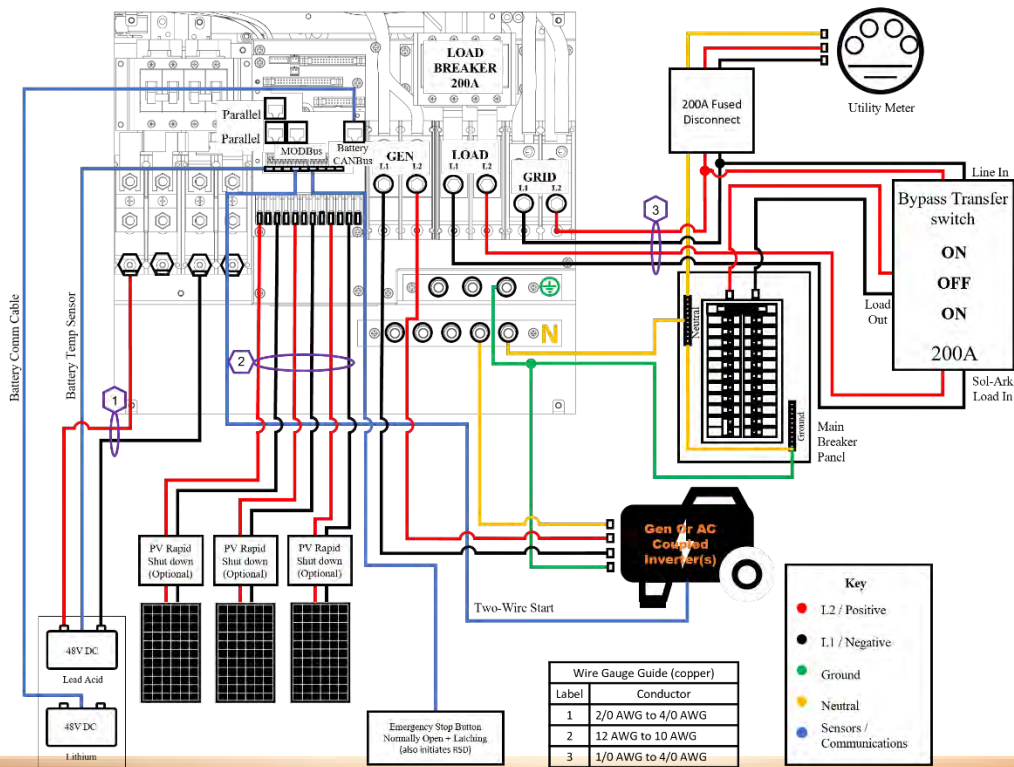 LOAD
BREAKER
200A
Utility Meter
200A Fused
Disconnect
Parallel
Parallel
MODBus
Battery
CANBus
GEN
L1
L2
LOAD
L1
L2
GRID
L1
L2
Line In
Bypass Transfer
switch
ON
OFF
ON
200A
Load
Out
Sol-Ark
Load In
3
Neutral
Ground
Main
Breaker
Panel
N
Battery Comm Cable
Battery Temp Sensor
1
2
PV Rapid
Shut down
(Optional)
PV Rapid
Shut down
(Optional)
PV Rapid
Shut down
(Optional)
Gen Or AC
Coupled
Inverter(s)
Two-Wire Start
48V DC
Lead Acid
48V DC
Lithium
Emergency Stop Button
Normally Open + Latching
(also initiates RSD)
Wire Gauge Guide (copper)
Label Conductor
1 2/0 AWG to 4/0 AWG
2 12 AWG to 10 AWG
3 1/0 AWG to 4/0 AWG
Key
L2 / Positive
L1 / Negative
Ground
Neutral
Sensors /
Communications